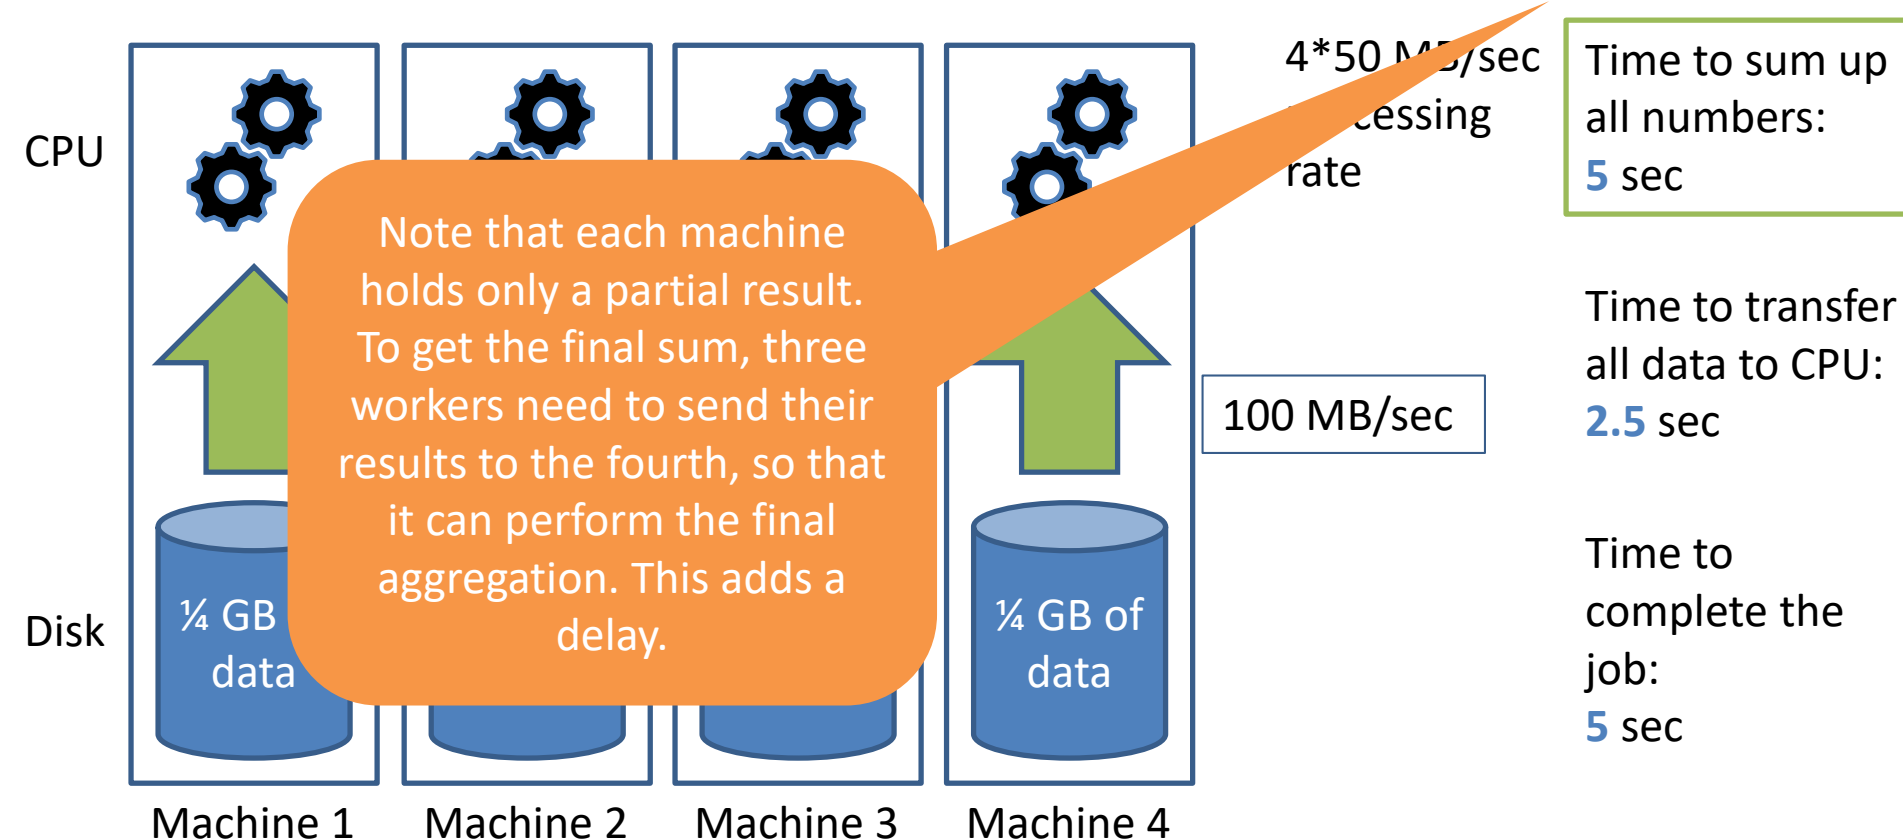 CPU
Disk
Note that each machine
holds only a partial result.
To get the final sum, three
workers need to send their
results to the fourth, so that
it can perform the final
aggregation. This adds a
delay.
¼ GB
data
¼ GB of
data
Machine 1
Machine 2
Machine 3
Machine 4
4*50 MB/sec
rate
100 MB/sec
Time to sum up
all numbers:
5 sec
Time to transfer
all data to CPU:
2.5 sec
Time to
complete the
job:
5 sec